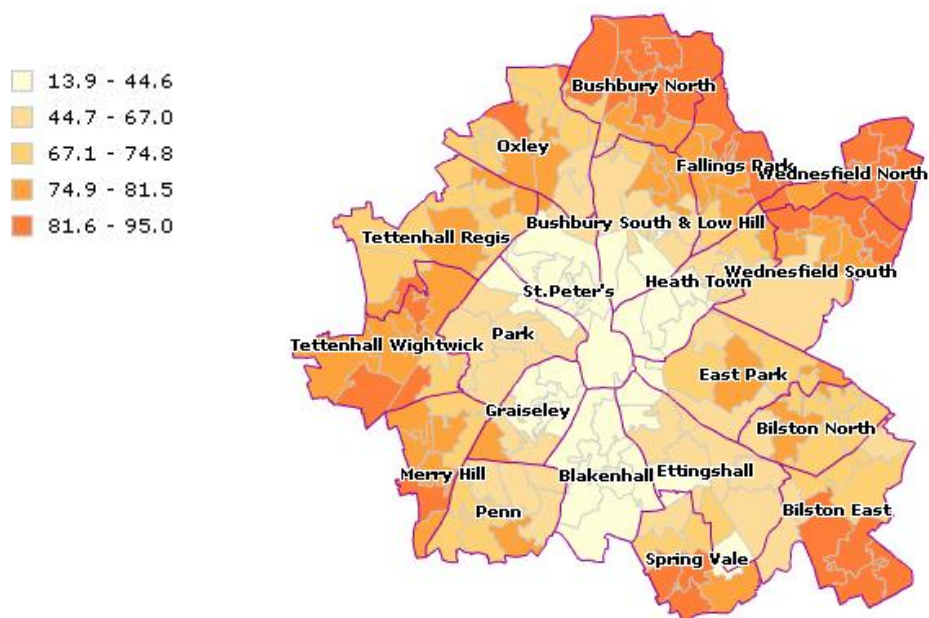 13.9 - 44.6
44.7 - 67.0
67.1 - 74.8
74.9 - 81.5
81.6 - 95.0
Bushbury North
Oxley
Fallings Park
Wednesfield North
Bushbury South & Low Hill
Tettenhall Regis
Wednesfield South
Heath Town
St.Peter's
Park
Tettenhall Wightwick
East Park
Graiseley
Bilston North
Merry Hill
Blakenhall
Ettingshall
Penn
Bilston East
Spring Vale